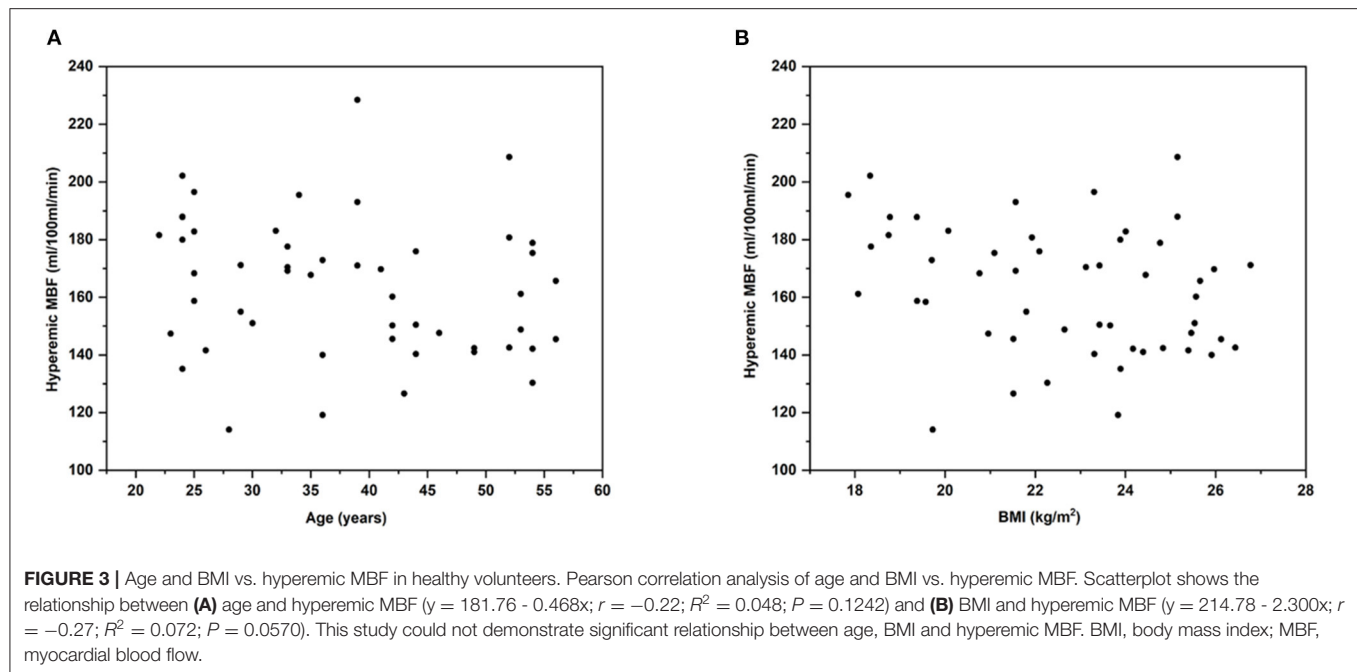 A
240
220
200
180
160
140
120
100
Hyperemic MBF (ml/100ml/min)
20 25 30 35 40 45 50 55 60
Age (years)
B
240
220
200
180
160
140
120
100
Hyperemic MBF (ml/100ml/min)
18 20 22 24 26 28
BMI (kg/m²)
FIGURE 3 | Age and BMI vs. hyperemic MBF in healthy volunteers. Pearson correlation analysis of age and BMI vs. hyperemic MBF. Scatterplot shows the
relationship between (A) age and hyperemic MBF (y = 181.76 - 0.468x; r = −0.22; R² = 0.048; P = 0.1242) and (B) BMI and hyperemic MBF (y = 214.78 - 2.300x; r
= −0.27; R² = 0.072; P = 0.0570). This study could not demonstrate significant relationship between age, BMI and hyperemic MBF. BMI, body mass index; MBF,
myocardial blood flow.